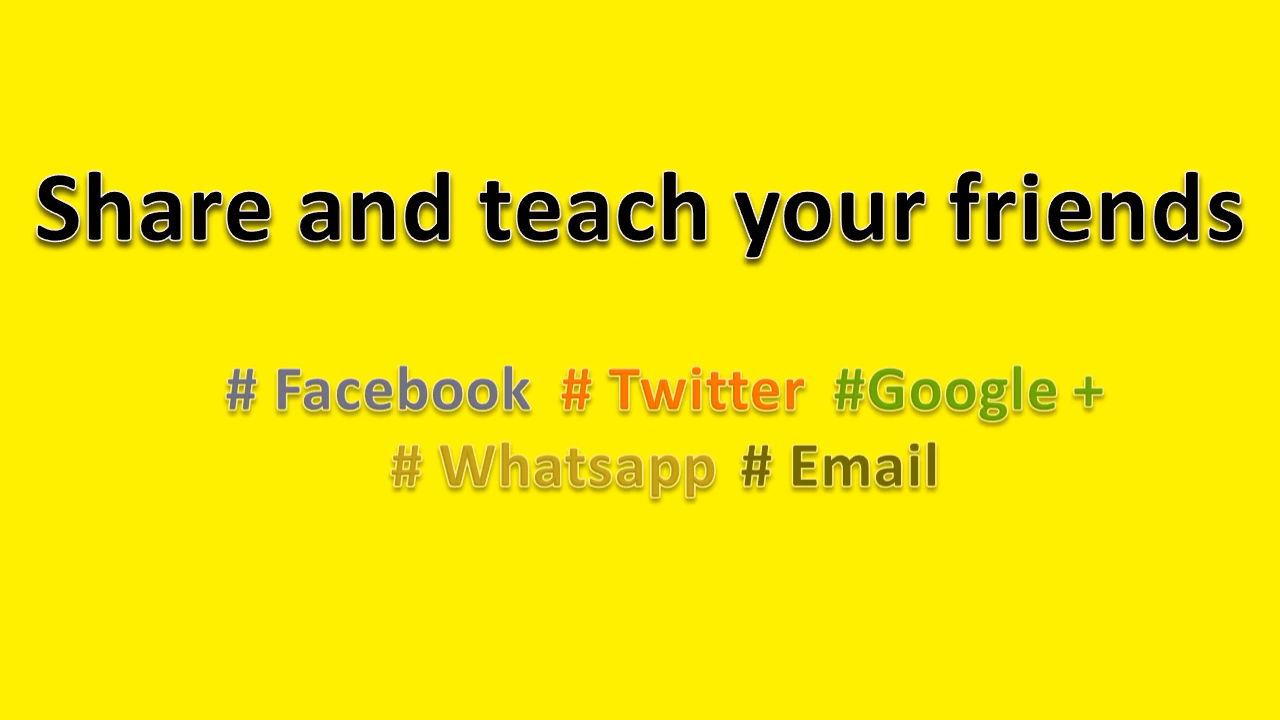 Share and teach your friends
# Facebook # Twitter #Google +
# Whatsapp # Email